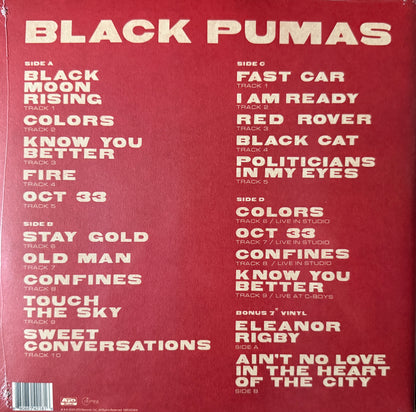 BLACK PUMAS
SIDE A
BLACK
MOON
RISING
TRACK 1
COLORS
TRACK 2
KNOW YOU
BETTER
TRACK 3
FIRE
TRACK 4
OCT 33
TRACK 5
SIDE B
STAY GOLD
TRACK 6
OLD MAN
TRACK 7
CONFINES
TRACK 8
TOUCH
THE SKY
TRACK 9
SWEET
CONVERSATIONS
TRACK 10
SIDE C
FAST CAR
TRACK 1
I AM READY
TRACK 2
RED ROVER
TRACK 3
BLACK CAT
TRACK 4
POLITICIANS
IN MY EYES
TRACK 5
SIDE D
COLORS
TRACK 6 / LIVE IN STUDIO
OCT 33
TRACK 7 / LIVE IN STUDIO
CONFINES
TRACK 8 / LIVE IN STUDIO
KNOW YOU
BETTER
TRACK 9 / LIVE AT C-BOYS
BONUS 7" VINYL
ELEANOR
RIGBY
SIDE A
AIN'T NO LOVE
IN THE HEART
OF THE CITY
SIDE B
ATO